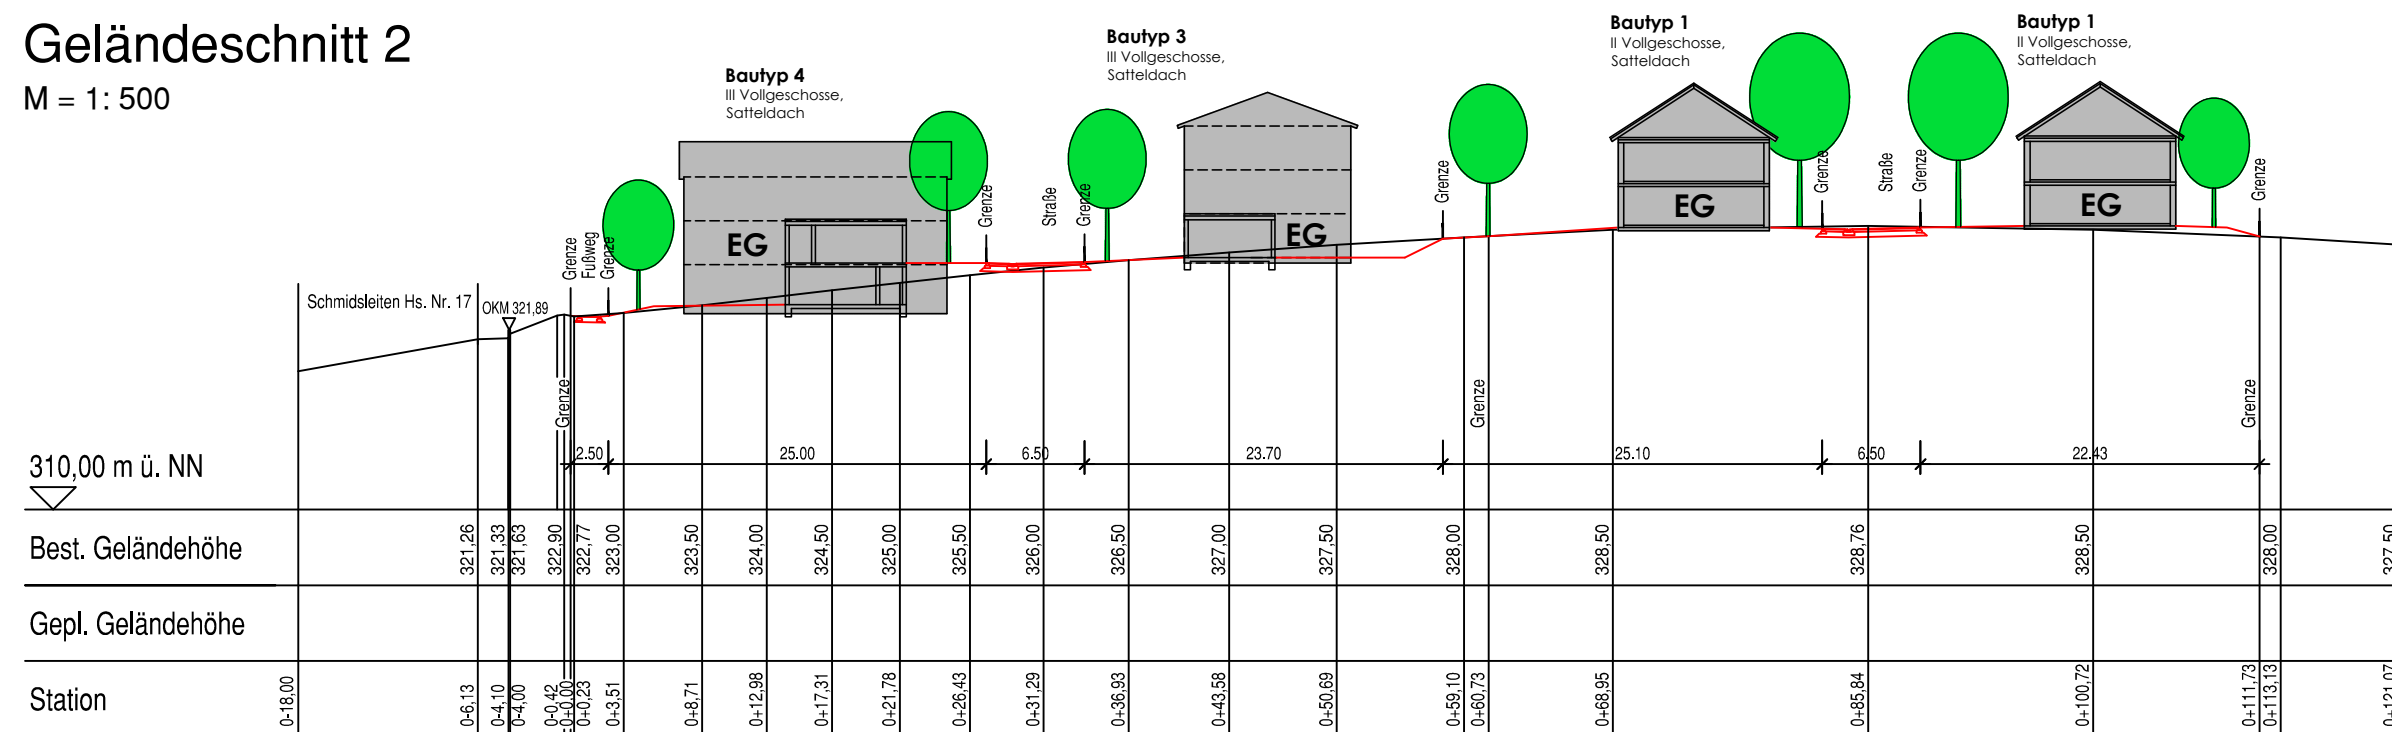 Geländeschnitt 2
M = 1: 500
Bautyp 4
III Vollgeschosse,
Satteldach
Bautyp 3
III Vollgeschosse,
Satteldach
Bautyp 1
II Vollgeschosse,
Satteldach
Bautyp 1
II Vollgeschosse,
Satteldach
EG
EG
EG
EG
Grenze
Fußweg
Grenze
Grenze
Straße
Grenze
Grenze
Grenze
Straße
Grenze
Grenze
Schmidsleiten Hs. Nr. 17
OKM 321,89
Grenze
Grenze
Grenze
2.50
25.00
6.50
23.70
25.10
6.50
22.43
310,00 m ü. NN
Best. Geländehöhe
321,26
321,33
321,63
322,90
322,77
323,00
323,50
324,00
324,50
325,00
325,50
326,00
326,50
327,00
327,50
328,00
328,50
328,76
328,50
328,00
327,50
Gepl. Geländehöhe
Station
0-18,00
0-6,13
0-4,10
0-4,00
0-0,42
0+0,00
0+0,23
0+3,51
0+8,71
0+12,98
0+17,31
0+21,78
0+26,43
0+31,29
0+36,93
0+43,58
0+50,69
0+59,10
0+60,73
0+68,95
0+85,84
0+100,72
0+111,73
0+113,13
0+121,07